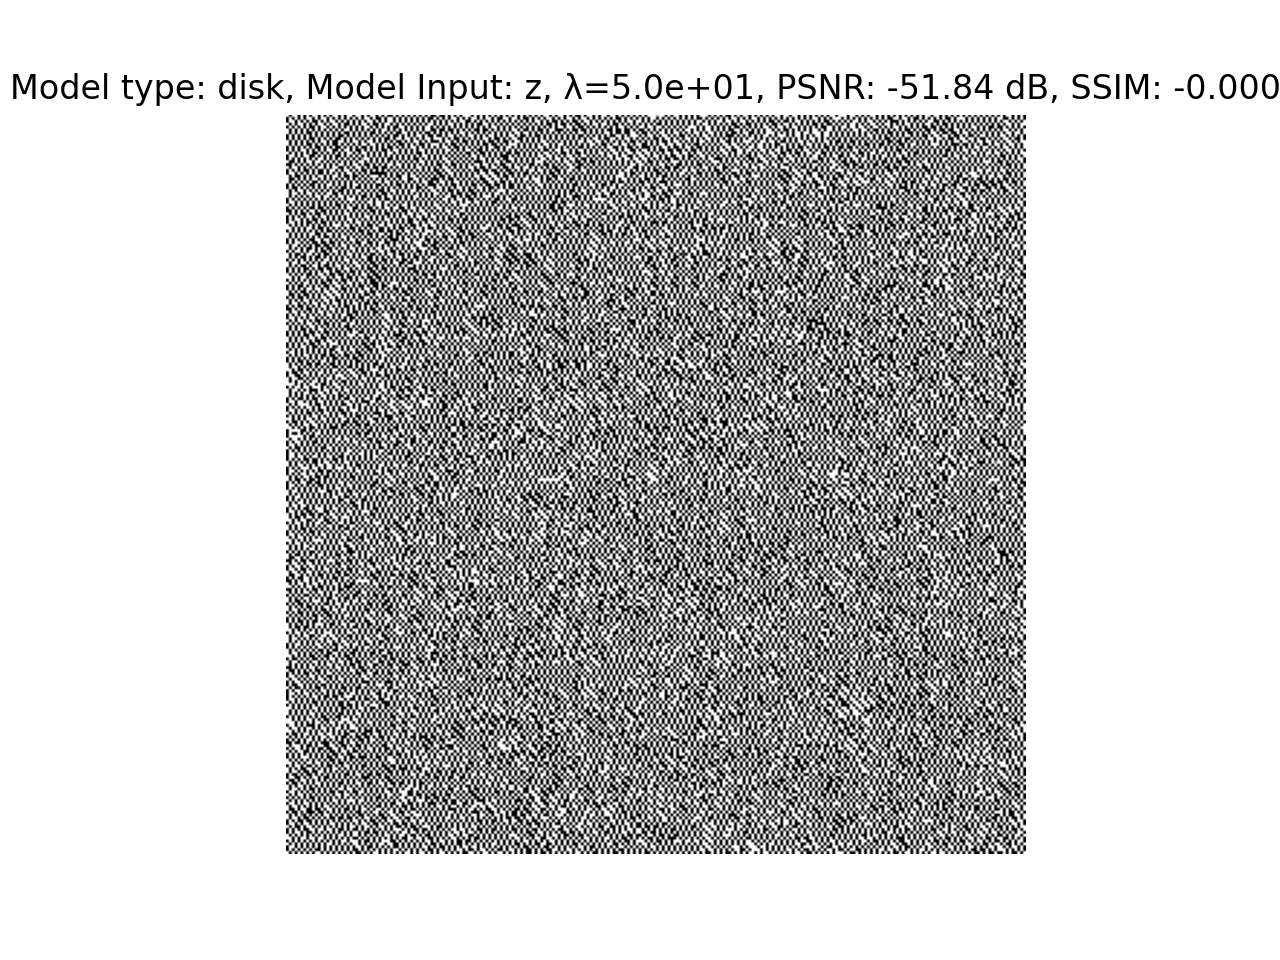 Model type: disk, Model Input: z, λ=5.0e+01, PSNR: -51.84 dB, SSIM: -0.000